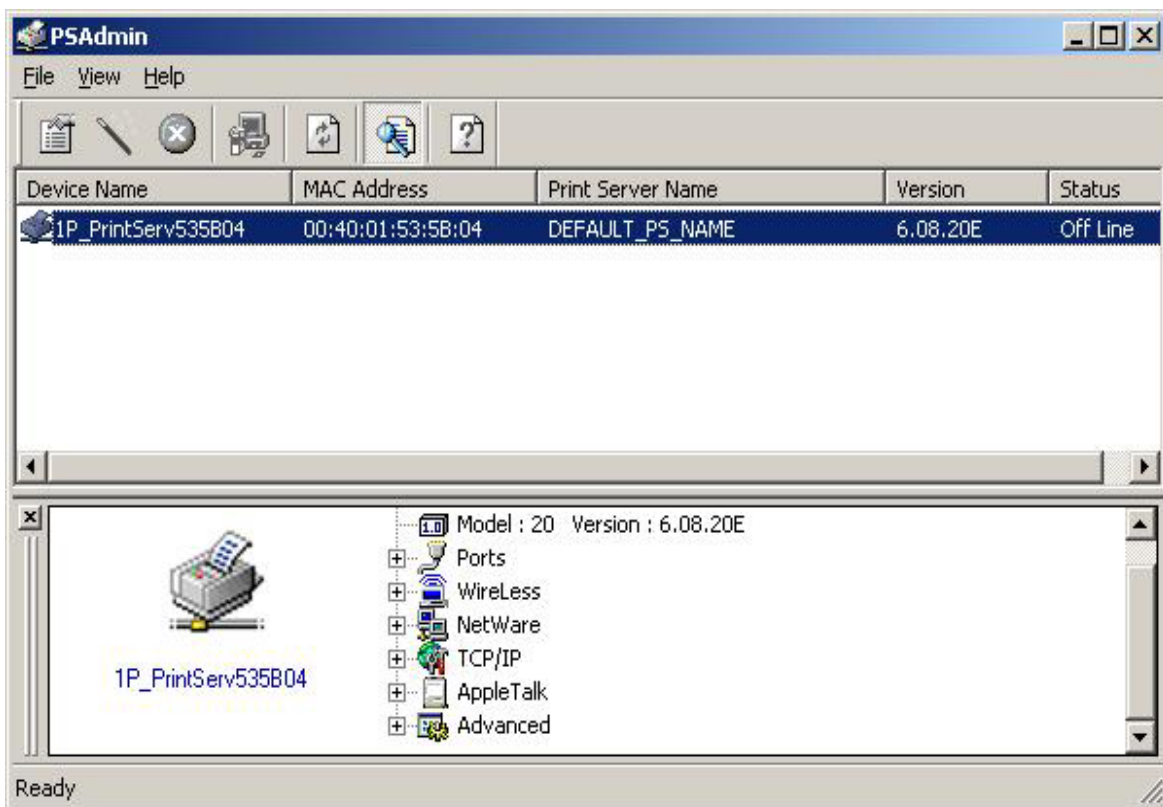 PSAdmin
File View Help
Device Name MAC Address Print Server Name Version Status
1P_PrintServ535B04 00:40:01:53:5B:04 DEFAULT_PS_NAME 6.08.20E Off Line
1P_PrintServ535B04
Model : 20 Version : 6.08.20E
Ports
WireLess
NetWare
TCP/IP
AppleTalk
Advanced
Ready